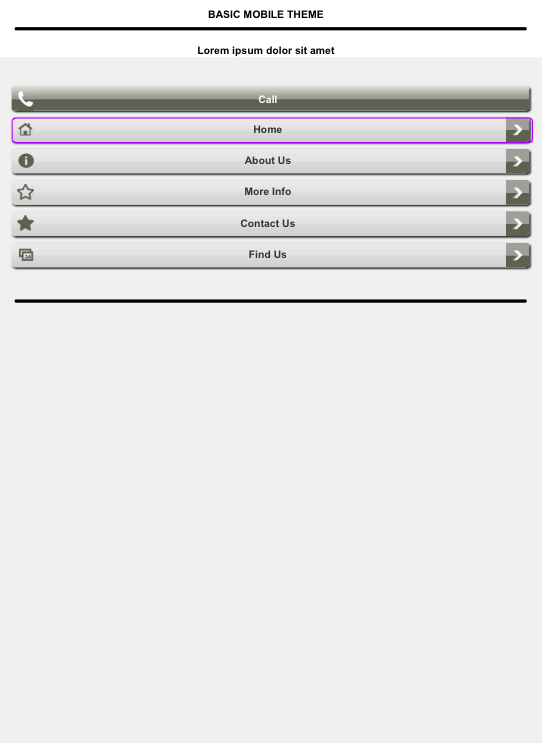 BASIC MOBILE THEME
Lorem ipsum dolor sit amet
Call
Home
About Us
More Info
Contact Us
Find Us